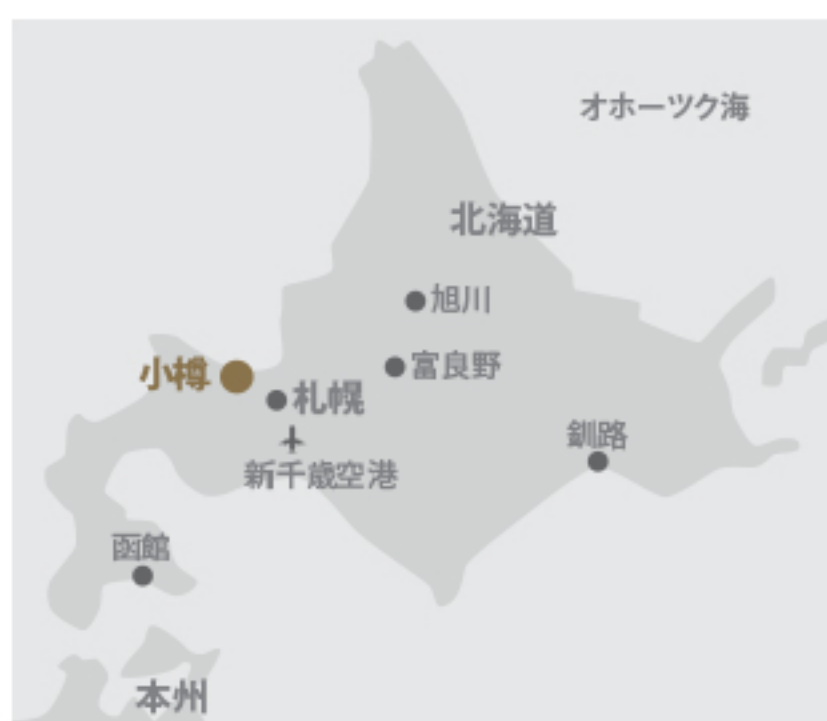 オホーツク海
北海道
旭川
富良野
小樽
札幌
釧路
新千歳空港
函館
本州